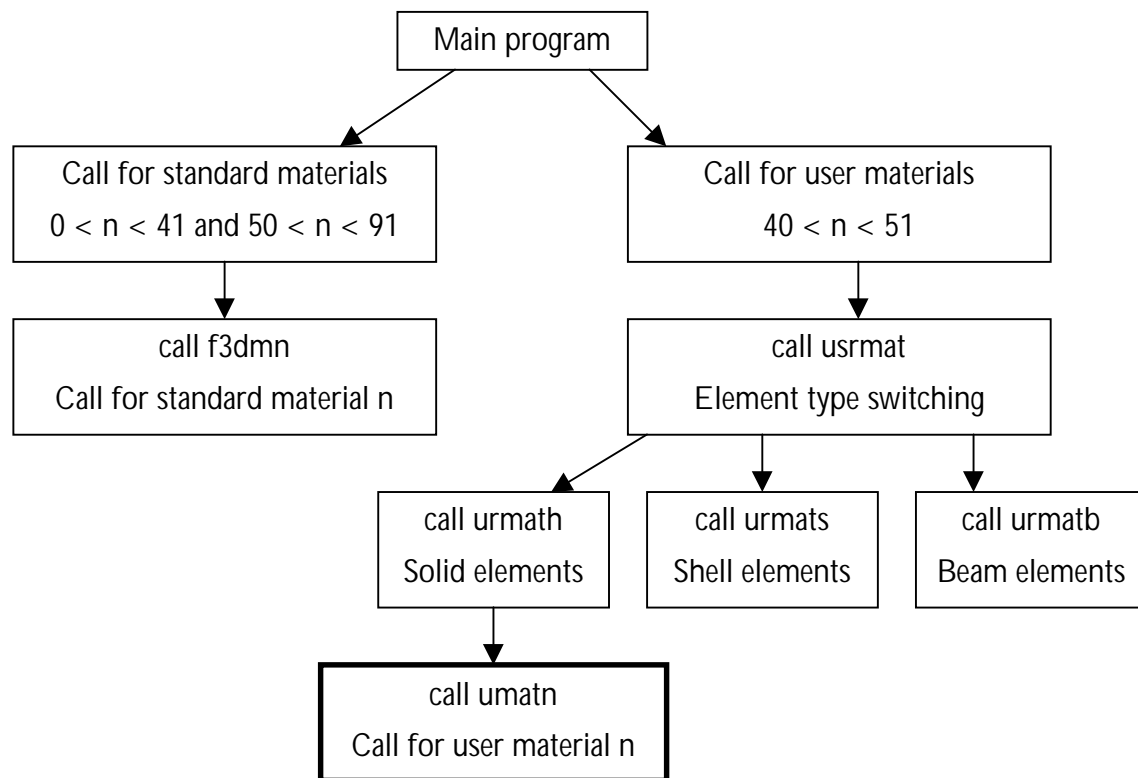 Main program
Call for standard materials
0 < n < 41 and 50 < n < 91
Call for user materials
40 < n < 51
call f3dmn
Call for standard material n
call usrmat
Element type switching
call urmath
Solid elements
call urmats
Shell elements
call urmatb
Beam elements
call umatn
Call for user material n